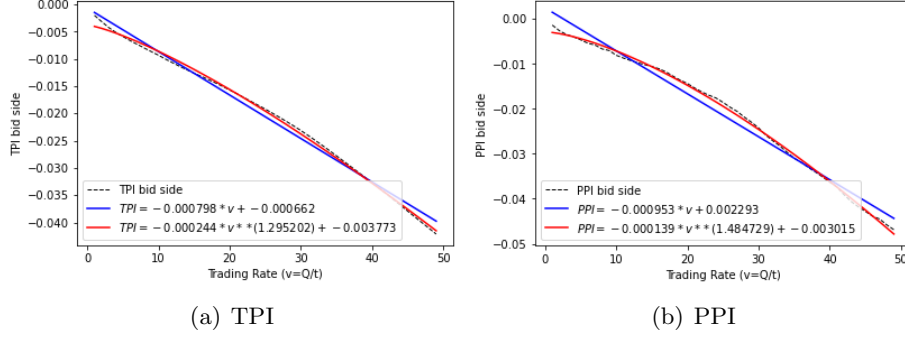 0.000
−0.005
−0.010
−0.015
−0.020
−0.025
−0.030
−0.035
−0.040
TPI bid side
TPI bid side
TPI = −0.000798 * v + −0.000662
TPI = −0.000244 * v * *(1.295202) + −0.003773
0 10 20 30 40 50
Trading Rate (v=Q/t)
(a) TPI
0.00
−0.01
−0.02
−0.03
−0.04
−0.05
PPI bid side
PPI bid side
PPI = −0.000953 * v + 0.002293
PPI = −0.000139 * v * *(1.484729) + −0.003015
0 10 20 30 40 50
Trading Rate (v=Q/t)
(b) PPI